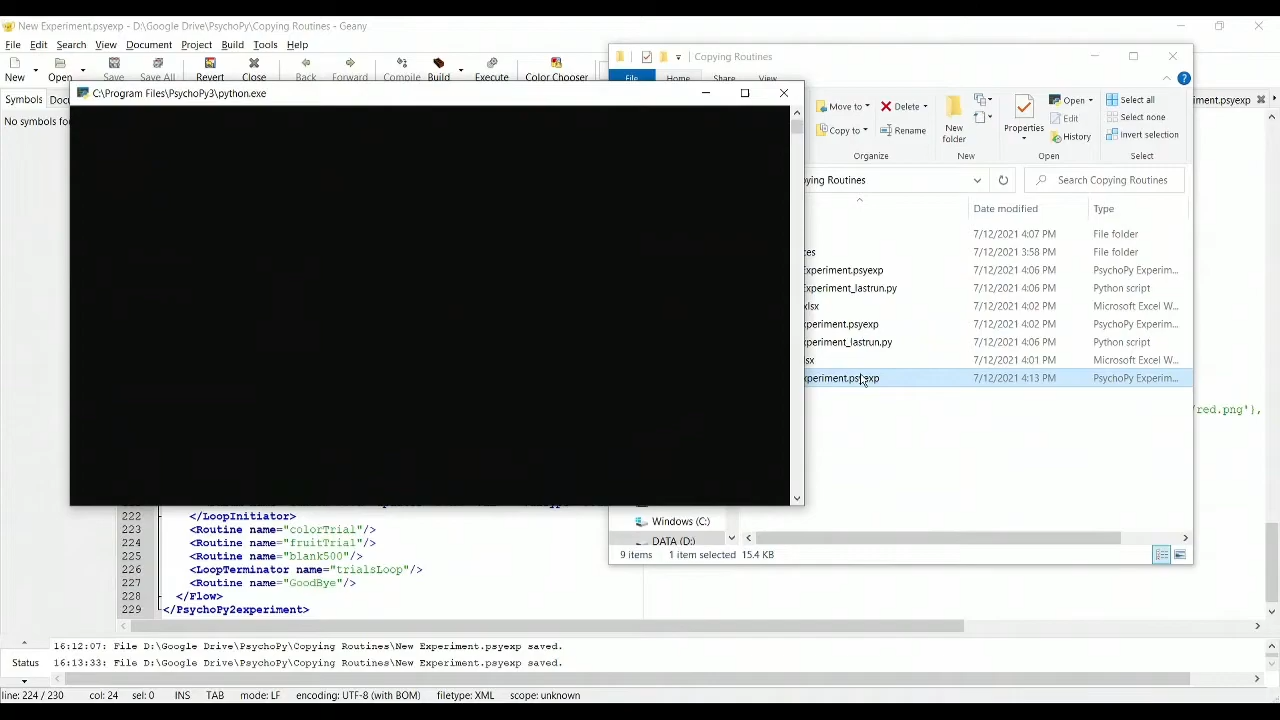 New Experiment.psyexp - D:\Google Drive\PsychoPy\Copying Routines - Geany
File Edit Search View Document Project Build Tools Help
New Open Save Save All Revert Close Back Forward Compile Build Execute Color Chooser
Symbols
No symbols
C:\Program Files\PsychoPy3\python.exe
Copying Routines
File Home Share View
Move to
Copy to
Delete
Rename
Organize
New folder
New
Properties
Open
Edit
History
Open
Select all
Select none
Invert selection
Select
iment.psyexp
pying Routines
Search Copying Routines
Date modified Type
7/12/2021 4:07 PM File folder
ces 7/12/2021 3:58 PM File folder
Experiment.psyexp 7/12/2021 4:06 PM PsychoPy Experim...
Experiment_lastrun.py 7/12/2021 4:06 PM Python script
xlsx 7/12/2021 4:02 PM Microsoft Excel W...
xperiment.psyexp 7/12/2021 4:02 PM PsychoPy Experim...
xperiment_lastrun.py 7/12/2021 4:06 PM Python script
sx 7/12/2021 4:01 PM Microsoft Excel W...
xperiment.psyexp 7/12/2021 4:13 PM PsychoPy Experim...
/red.png'},
Windows (C:)
DATA (D:)
9 items 1 item selected 15.4 KB
222 </LoopInitiator>
223 <Routine name="colorTrial"/>
224 <Routine name="fruitTrial"/>
225 <Routine name="blank500"/>
226 <LoopTerminator name="trialsLoop"/>
227 <Routine name="GoodBye"/>
228 </Flow>
229 </PsychoPy2experiment>
Status
16:12:07: File D:\Google Drive\PsychoPy\Copying Routines\New Experiment.psyexp saved.
16:13:33: File D:\Google Drive\PsychoPy\Copying Routines\New Experiment.psyexp saved.
line: 224 / 230 col: 24 sel: 0 INS TAB mode: LF encoding: UTF-8 (with BOM) filetype: XML scope: unknown